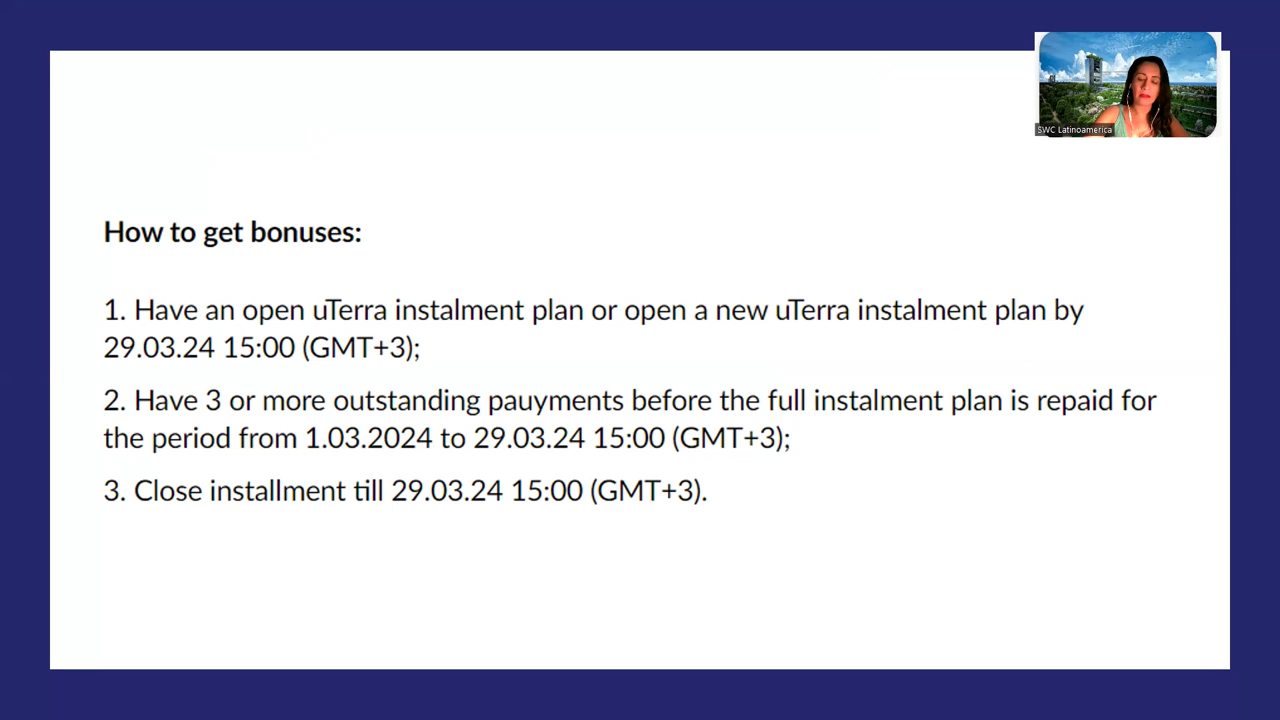 SWC Latinoamerica
How to get bonuses:
1. Have an open uTerra instalment plan or open a new uTerra instalment plan by
29.03.24 15:00 (GMT+3);
2. Have 3 or more outstanding pauyments before the full instalment plan is repaid for
the period from 1.03.2024 to 29.03.24 15:00 (GMT+3);
3. Close installment till 29.03.24 15:00 (GMT+3).